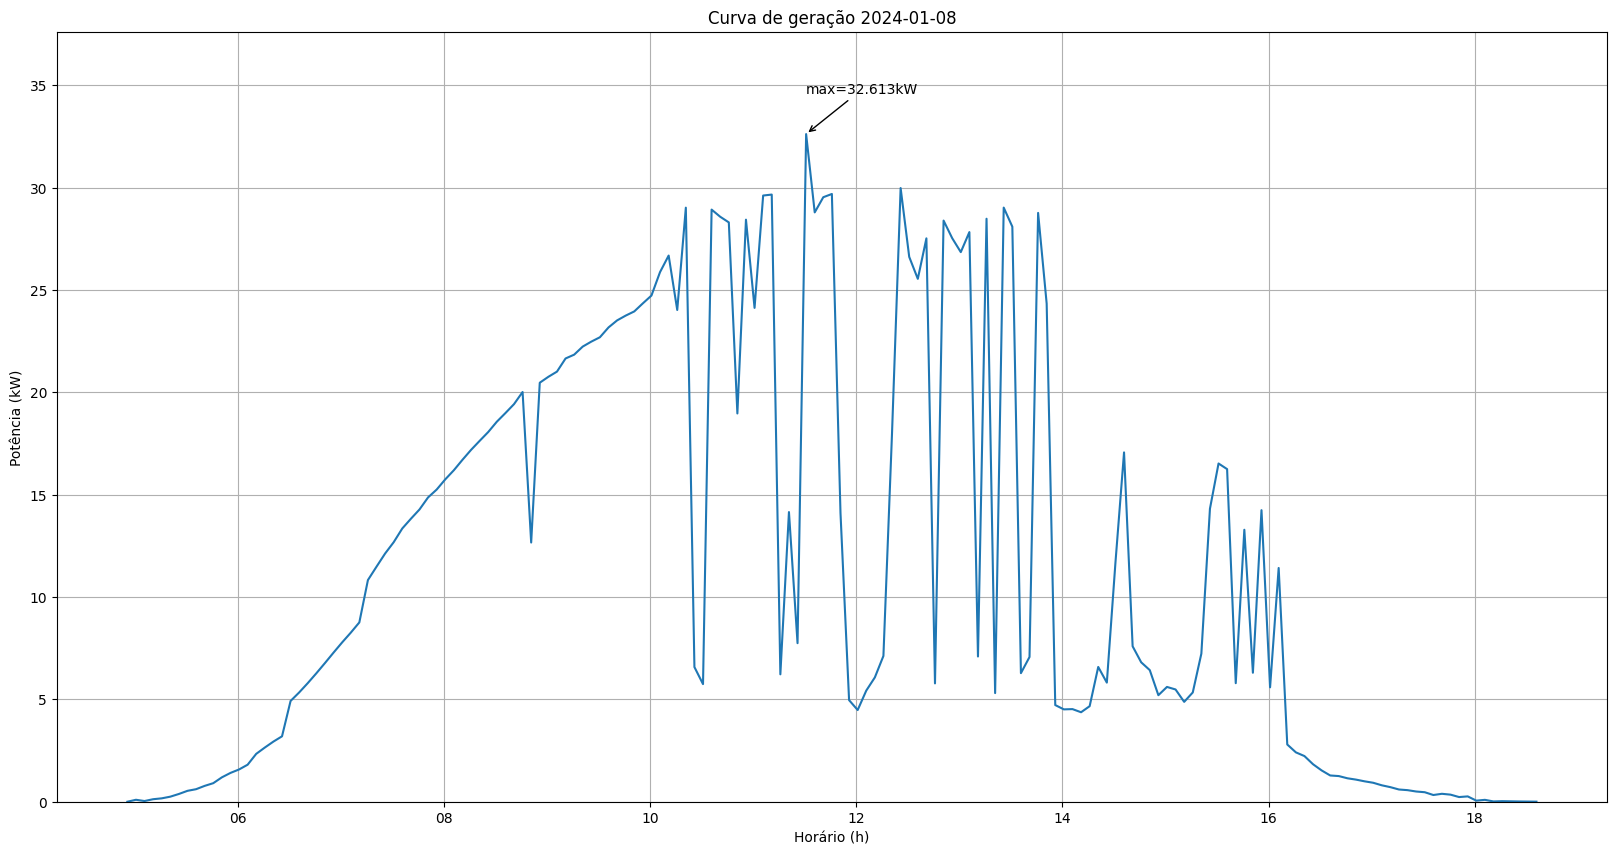 Curva de geração 2024-01-08
35
max=32.613kW
30
25
20
15
10
5
0
Potência (kW)
06 08 10 12 14 16 18
Horário (h)